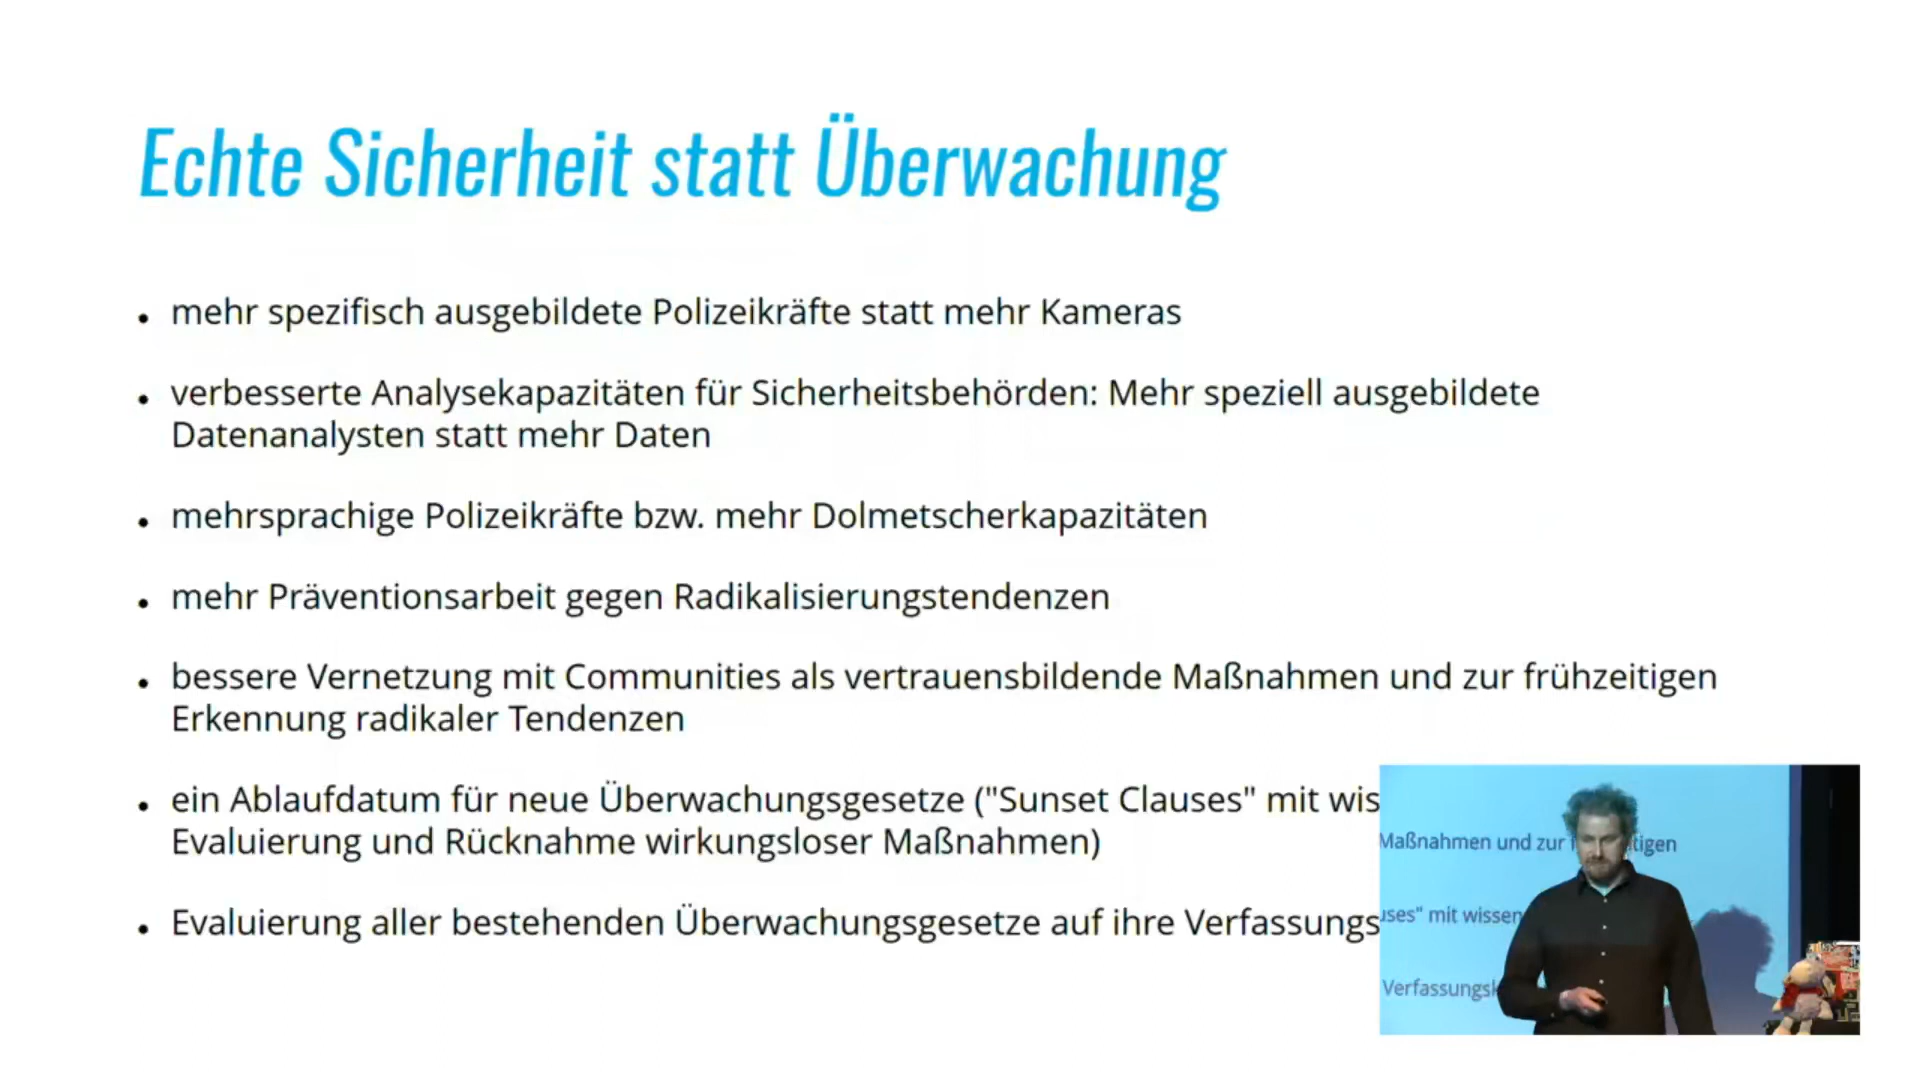 Echte Sicherheit statt Überwachung
• mehr spezifisch ausgebildete Polizeikräfte statt mehr Kameras
• verbesserte Analysekapazitäten für Sicherheitsbehörden: Mehr speziell ausgebildete
Datenanalysten statt mehr Daten
• mehrsprachige Polizeikräfte bzw. mehr Dolmetscherkapazitäten
• mehr Präventionsarbeit gegen Radikalisierungstendenzen
• bessere Vernetzung mit Communities als vertrauensbildende Maßnahmen und zur frühzeitigen
Erkennung radikaler Tendenzen
• ein Ablaufdatum für neue Überwachungsgesetze ("Sunset Clauses" mit wis
Evaluierung und Rücknahme wirkungsloser Maßnahmen)
• Evaluierung aller bestehenden Überwachungsgesetze auf ihre Verfassungs
Maßnahmen und zur
tigen
uses" mit wissen
Verfassungsk